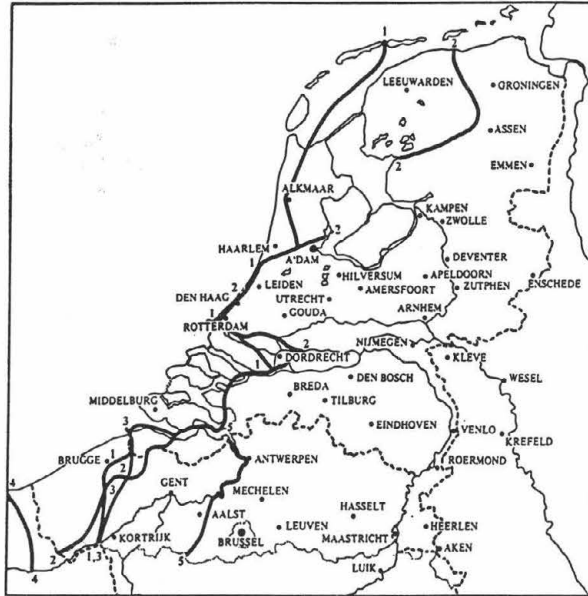 1
2
LEEUWARDEN
GRONINGEN
ASSEN
2
EMMEN
ALKMAAR
KAMPEN
ZWOLLE
2
HAARLEM
1
A'DAM
DEVENTER
HILVERSUM
APELDOORN
ENSCHEDE
2
LEIDEN
AMERSFOORT
ZUTPHEN
DEN HAAG
UTRECHT
1
GOUDA
ARNHEM
ROTTERDAM
2
NIJMEGEN
DORDRECHT
KLEVE
1
DEN BOSCH
WESEL
BREDA
MIDDELBURG
TILBURG
3
5
EINDHOVEN
VENLO
KREFELD
BRUGGE
1
2
ANTWERPEN
ROERMOND
4
3
GENT
MECHELEN
AALST
HASSELT
LEUVEN
HEERLEN
KORTRIJK
BRUSSEL
MAASTRICHT
2
1,3
5
AKEN
4
LUIK